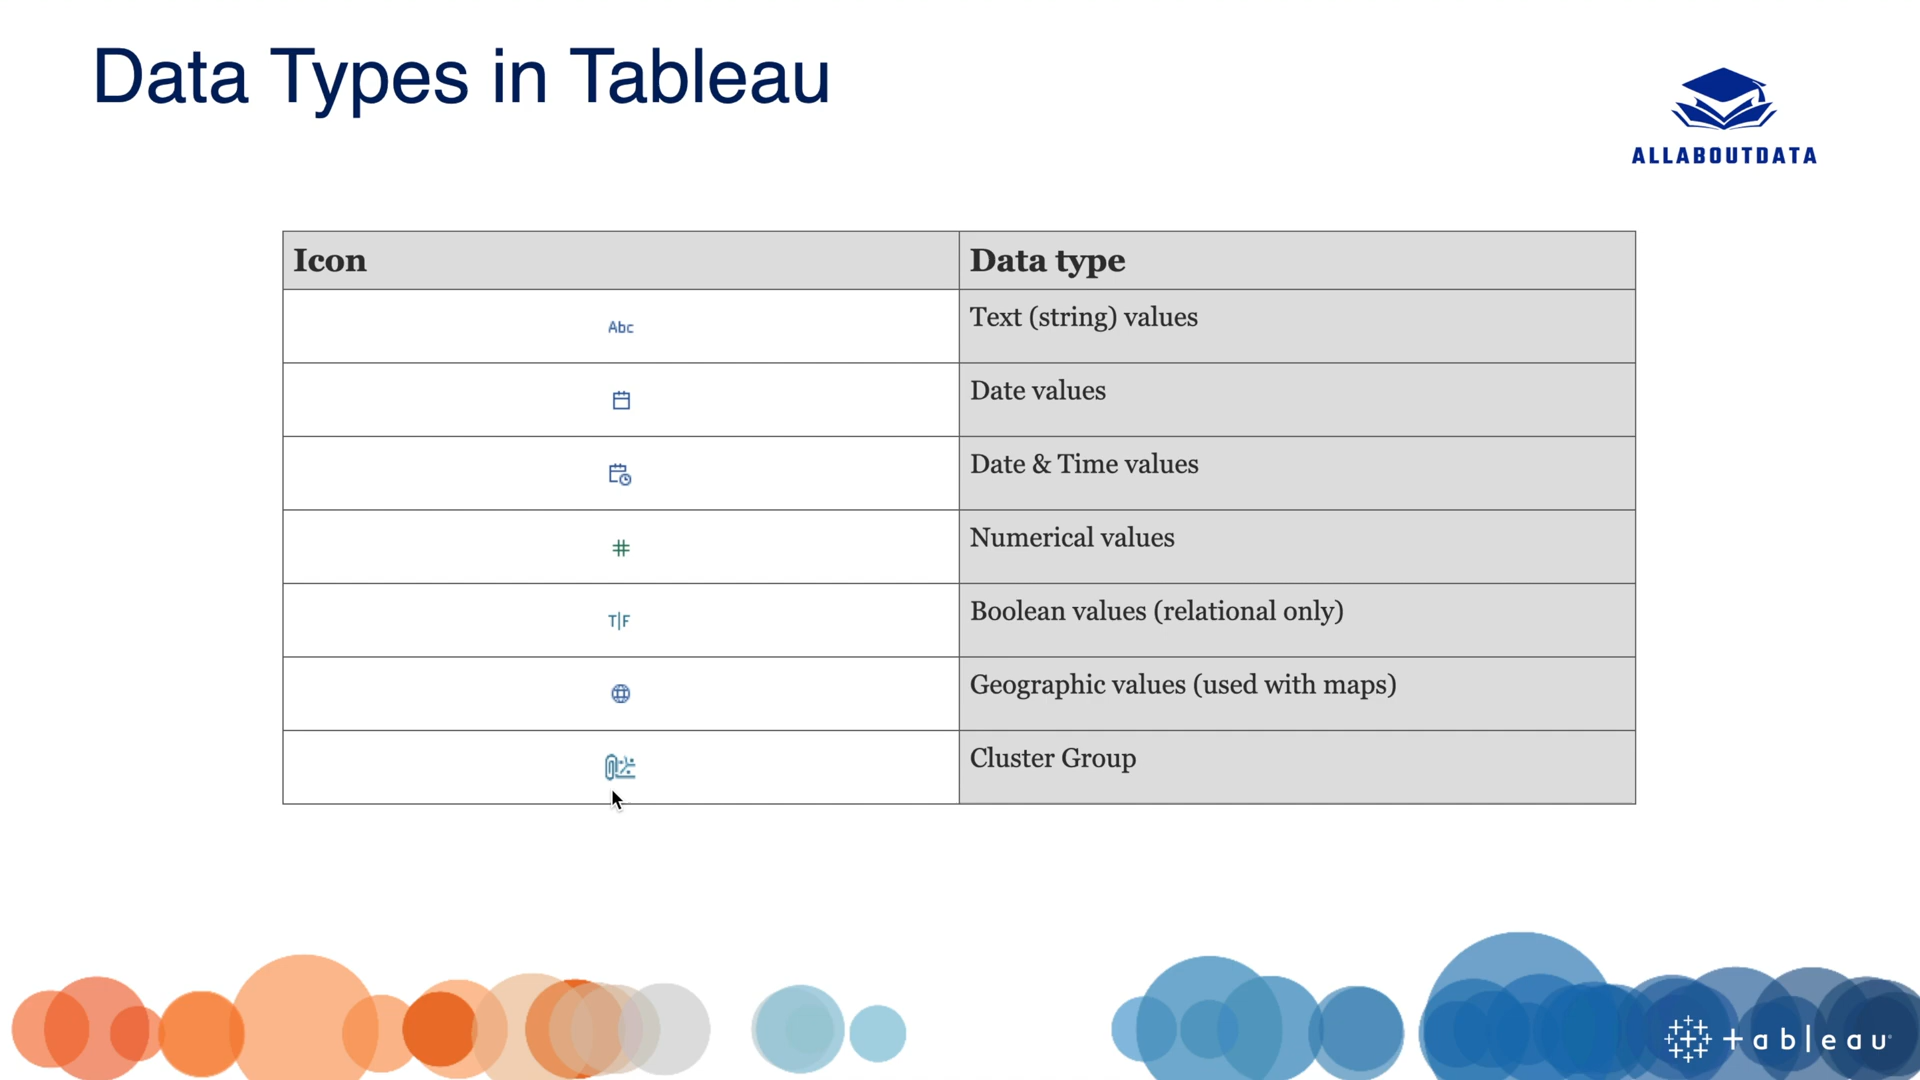 Data Types in Tableau
ALLABOUTDATA
Icon Data type
Abc Text (string) values
Date values
Date & Time values
# Numerical values
T|F Boolean values (relational only)
Geographic values (used with maps)
Cluster Group
+ableau